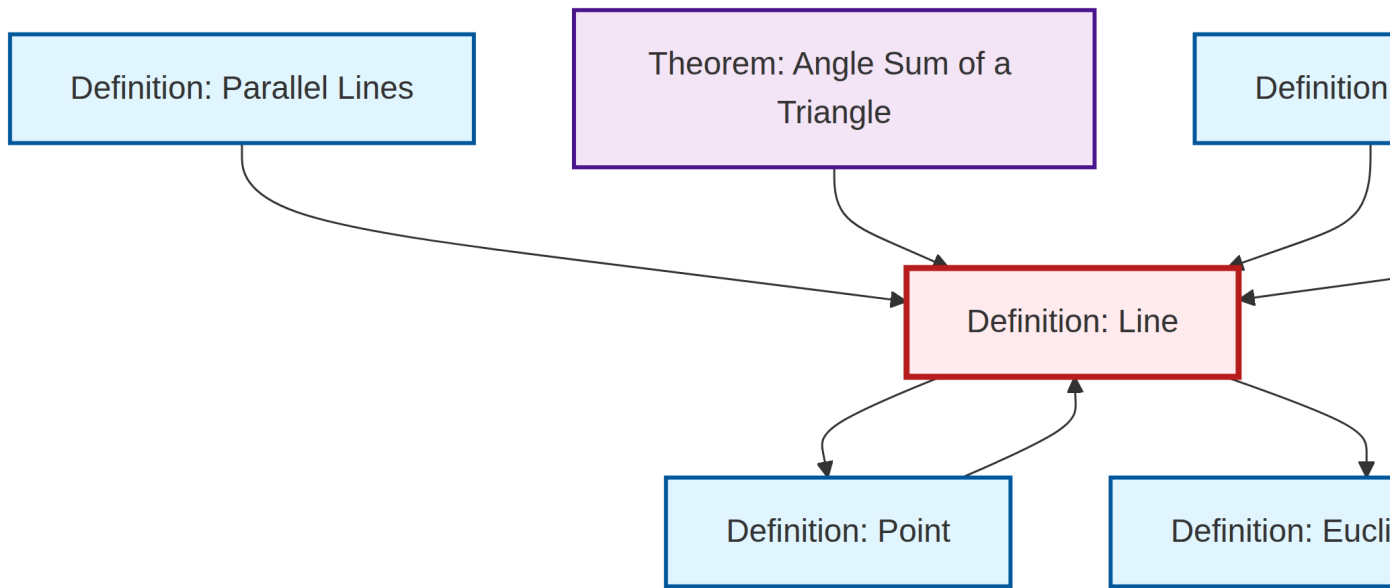 Definition: Parallel Lines
Theorem: Angle Sum of a
Triangle
Definition
Definition: Line
Definition: Point
Definition: Eucli